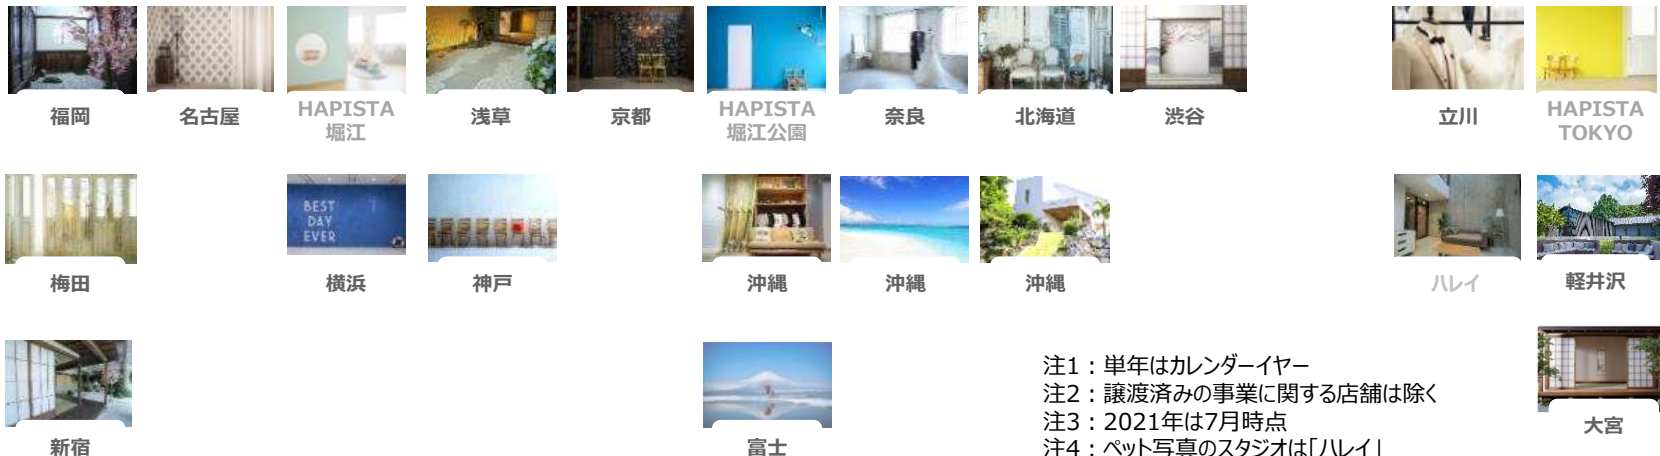 福岡
名古屋
HAPISTA
堀江
浅草
京都
HAPISTA
堀江公園
奈良
北海道
渋谷
立川
HAPISTA
TOKYO
BEST
DAY
EVER
梅田
横浜
神戸
沖縄
沖縄
沖縄
ハレイ
軽井沢
新宿
富士
大宮
注1：単年はカレンダーイヤー
注2：譲渡済みの事業に関する店舗は除く
注3：2021年は7月時点
注4：ペット写真のスタジオは「ハレイ」